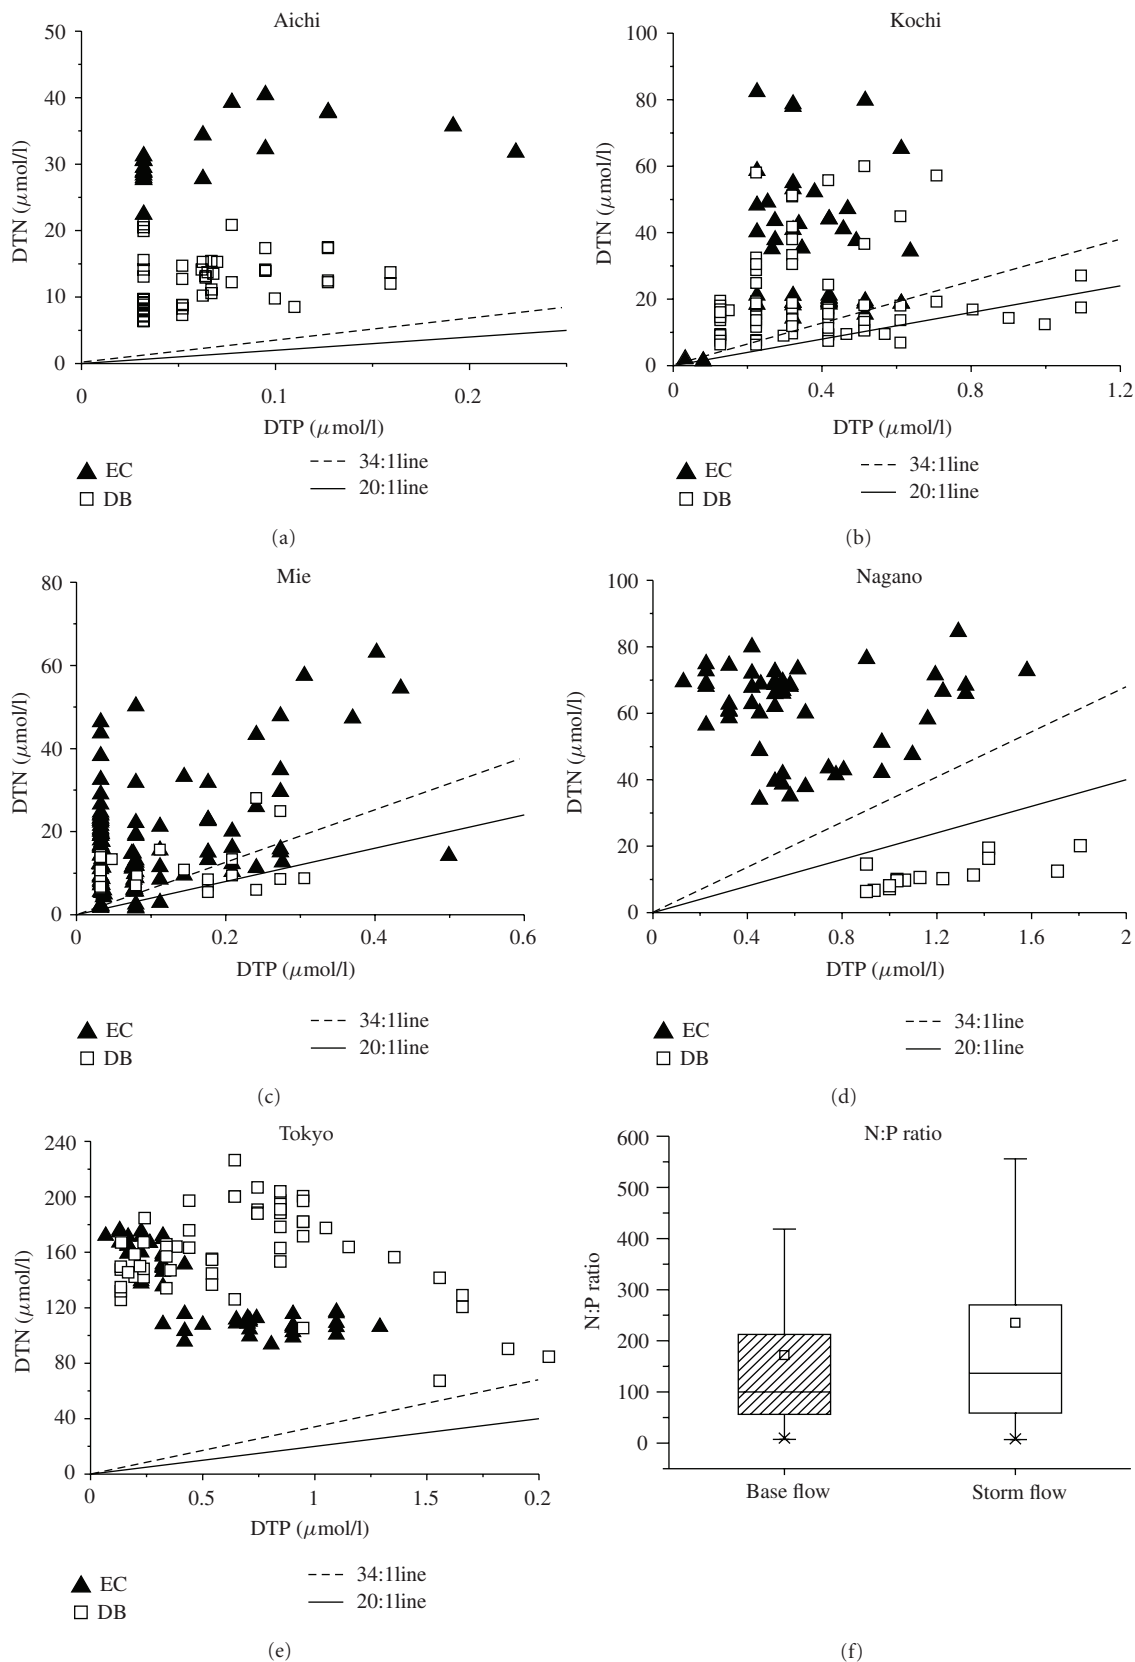 Aichi
50
40
30
20
10
0
DTN (μmol/l)
0 0.1 0.2
DTP (μmol/l)
EC
DB
34:1line
20:1line
(a)
Kochi
100
80
60
40
20
0
DTN (μmol/l)
0 0.4 0.8 1.2
DTP (μmol/l)
EC
DB
34:1line
20:1line
(b)
Mie
80
60
40
20
0
DTN (μmol/l)
0 0.2 0.4 0.6
DTP (μmol/l)
EC
DB
34:1line
20:1line
(c)
Nagano
100
80
60
40
20
0
DTN (μmol/l)
0 0.4 0.8 1.2 1.6 2
DTP (μmol/l)
EC
DB
34:1line
20:1line
(d)
Tokyo
240
200
160
120
80
40
0
DTN (μmol/l)
0 0.5 1 1.5 0.2
DTP (μmol/l)
EC
DB
34:1line
20:1line
(e)
N:P ratio
600
500
400
300
200
100
0
N:P ratio
Base flow Storm flow
(f)